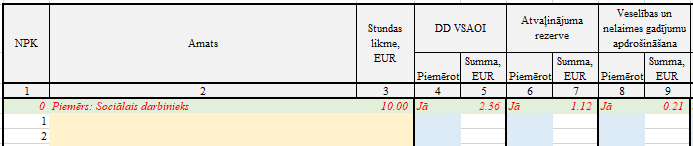 NPK
Amats
Stundas likme, EUR
DD VSAOI
Atvaļinājuma rezerve
Veselības un nelaimes gadījumu apdrošināšana
Piemērot
Summa, EUR
Piemērot
Summa, EUR
Piemērot
Summa, EUR
1 2 3 4 5 6 7 8 9
0 Piemērs: Sociālais darbinieks 10.00 Jā 2.36 Jā 1.12 Jā 0.21
1
2